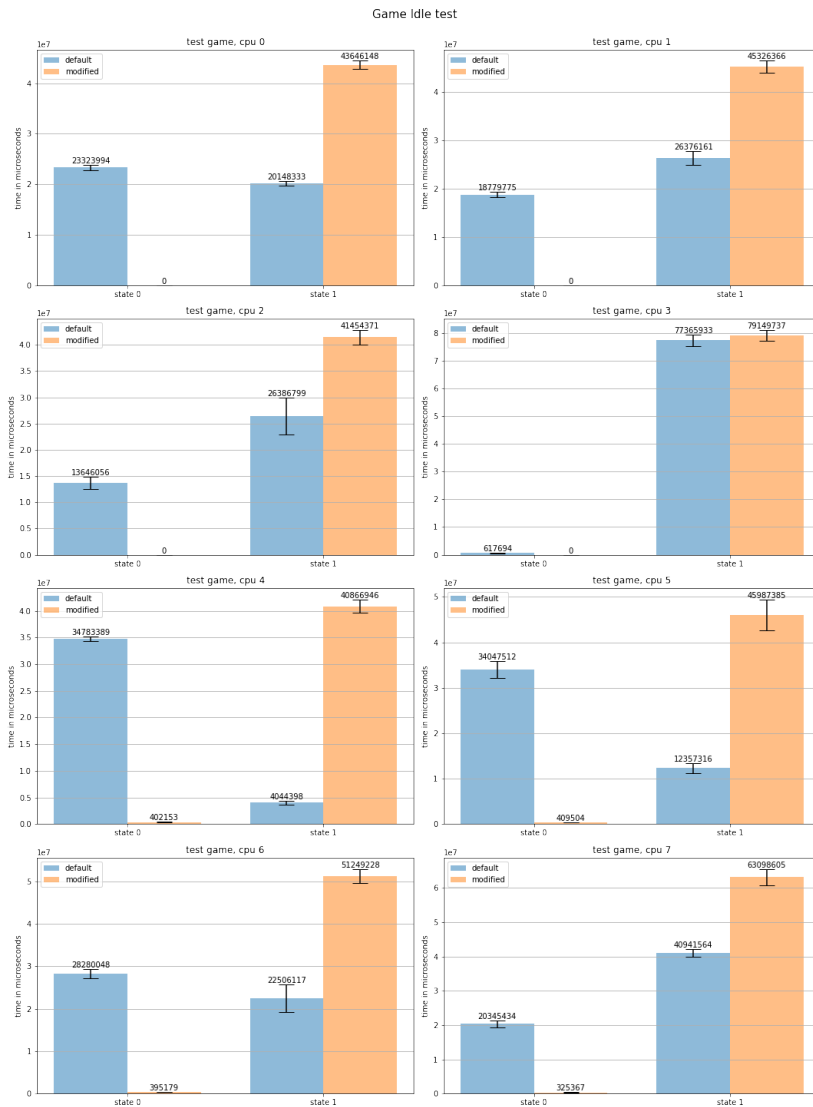 Game Idle test
test game, cpu 0
1e7
default
modified
time in microseconds
4
3
2
1
0
23323994
0
20148333
43646148
state 0
state 1
test game, cpu 1
1e7
default
modified
time in microseconds
4
3
2
1
0
18779775
0
26376161
45326366
state 0
state 1
test game, cpu 2
1e7
default
modified
time in microseconds
4.0
3.5
3.0
2.5
2.0
1.5
1.0
0.5
0.0
13646056
0
26386799
41454371
state 0
state 1
test game, cpu 3
1e7
default
modified
time in microseconds
8
7
6
5
4
3
2
1
0
617694
0
77365933
79149737
state 0
state 1
test game, cpu 4
1e7
default
modified
time in microseconds
4.0
3.5
3.0
2.5
2.0
1.5
1.0
0.5
0.0
34783389
402153
4044398
40866946
state 0
state 1
test game, cpu 5
1e7
default
modified
time in microseconds
5
4
3
2
1
0
34047512
409504
12357316
45987385
state 0
state 1
test game, cpu 6
1e7
default
modified
time in microseconds
5
4
3
2
1
0
28280048
395179
22506117
51249228
state 0
state 1
test game, cpu 7
1e7
default
modified
time in microseconds
6
5
4
3
2
1
0
20345434
325367
40941564
63098605
state 0
state 1